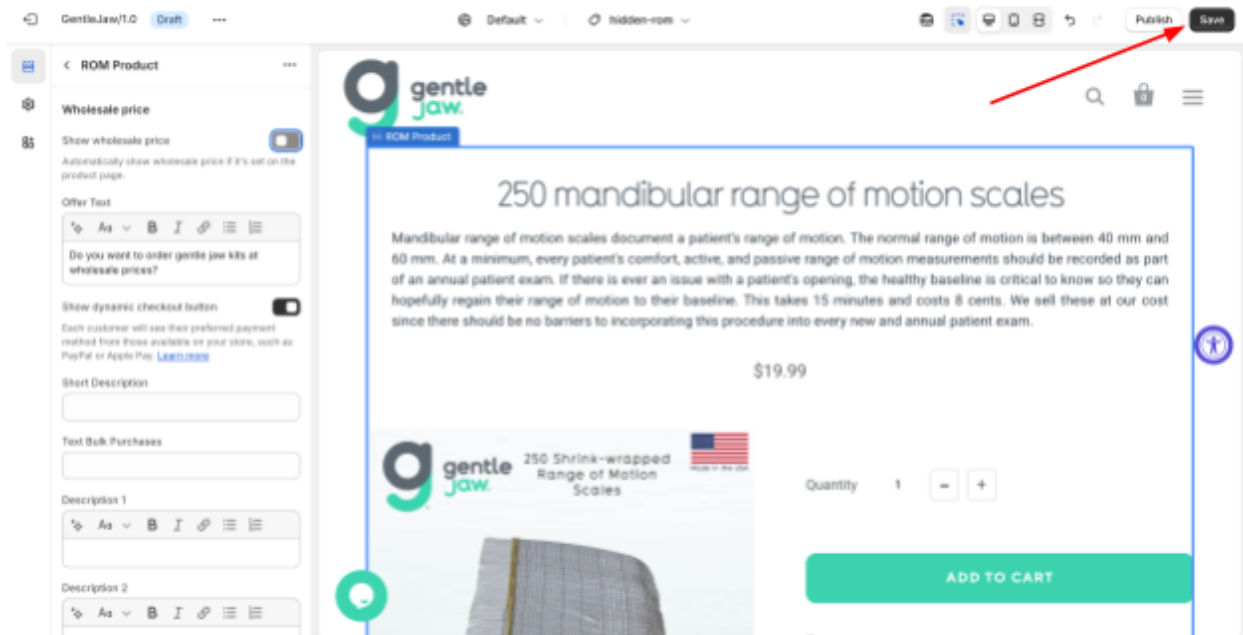 GentleJaw/1.0 Draft
Default
hidden-rom
Publish
Save
ROM Product
Wholesale price
Show wholesale price
Automatically show wholesale price if it's set on the
product page.
Offer Text
Aa B I
Do you want to order gentle jaw kits at
wholesale prices?
Show dynamic checkout button
Each customer will see their preferred payment
method from those available on your store, such as
PayPal or Apple Pay. Learn more
Short Description
Text Bulk Purchases
Description 1
Aa B I
Description 2
Aa B I
gentle
jaw.
ROM Product
250 mandibular range of motion scales
Mandibular range of motion scales document a patient's range of motion. The normal range of motion is between 40 mm and
60 mm. At a minimum, every patient's comfort, active, and passive range of motion measurements should be recorded as part
of an annual patient exam. If there is ever an issue with a patient's opening, the healthy baseline is critical to know so they can
hopefully regain their range of motion to their baseline. This takes 15 minutes and costs 8 cents. We sell these at our cost
since there should be no barriers to incorporating this procedure into every new and annual patient exam.
$19.99
gentle
jaw.
250 Shrink-wrapped
Range of Motion
Scales
Made in the USA
Quantity 1 - +
ADD TO CART